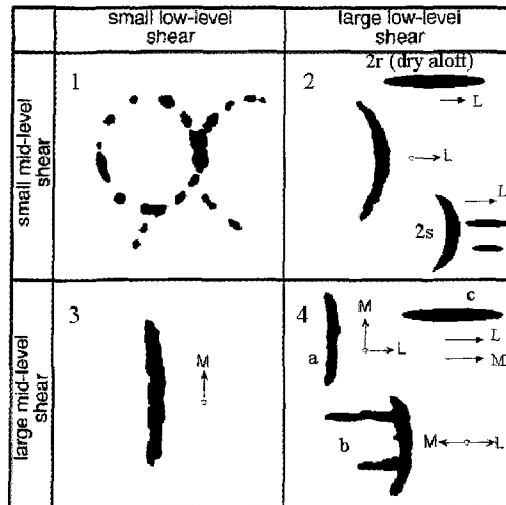 small low-level
shear
large low-level
shear
small mid-level
shear
1
2
2r (dry aloft)
L
L
L
2s
large mid-level
shear
3
M
4
M
L
a
c
L
M
b
M
L